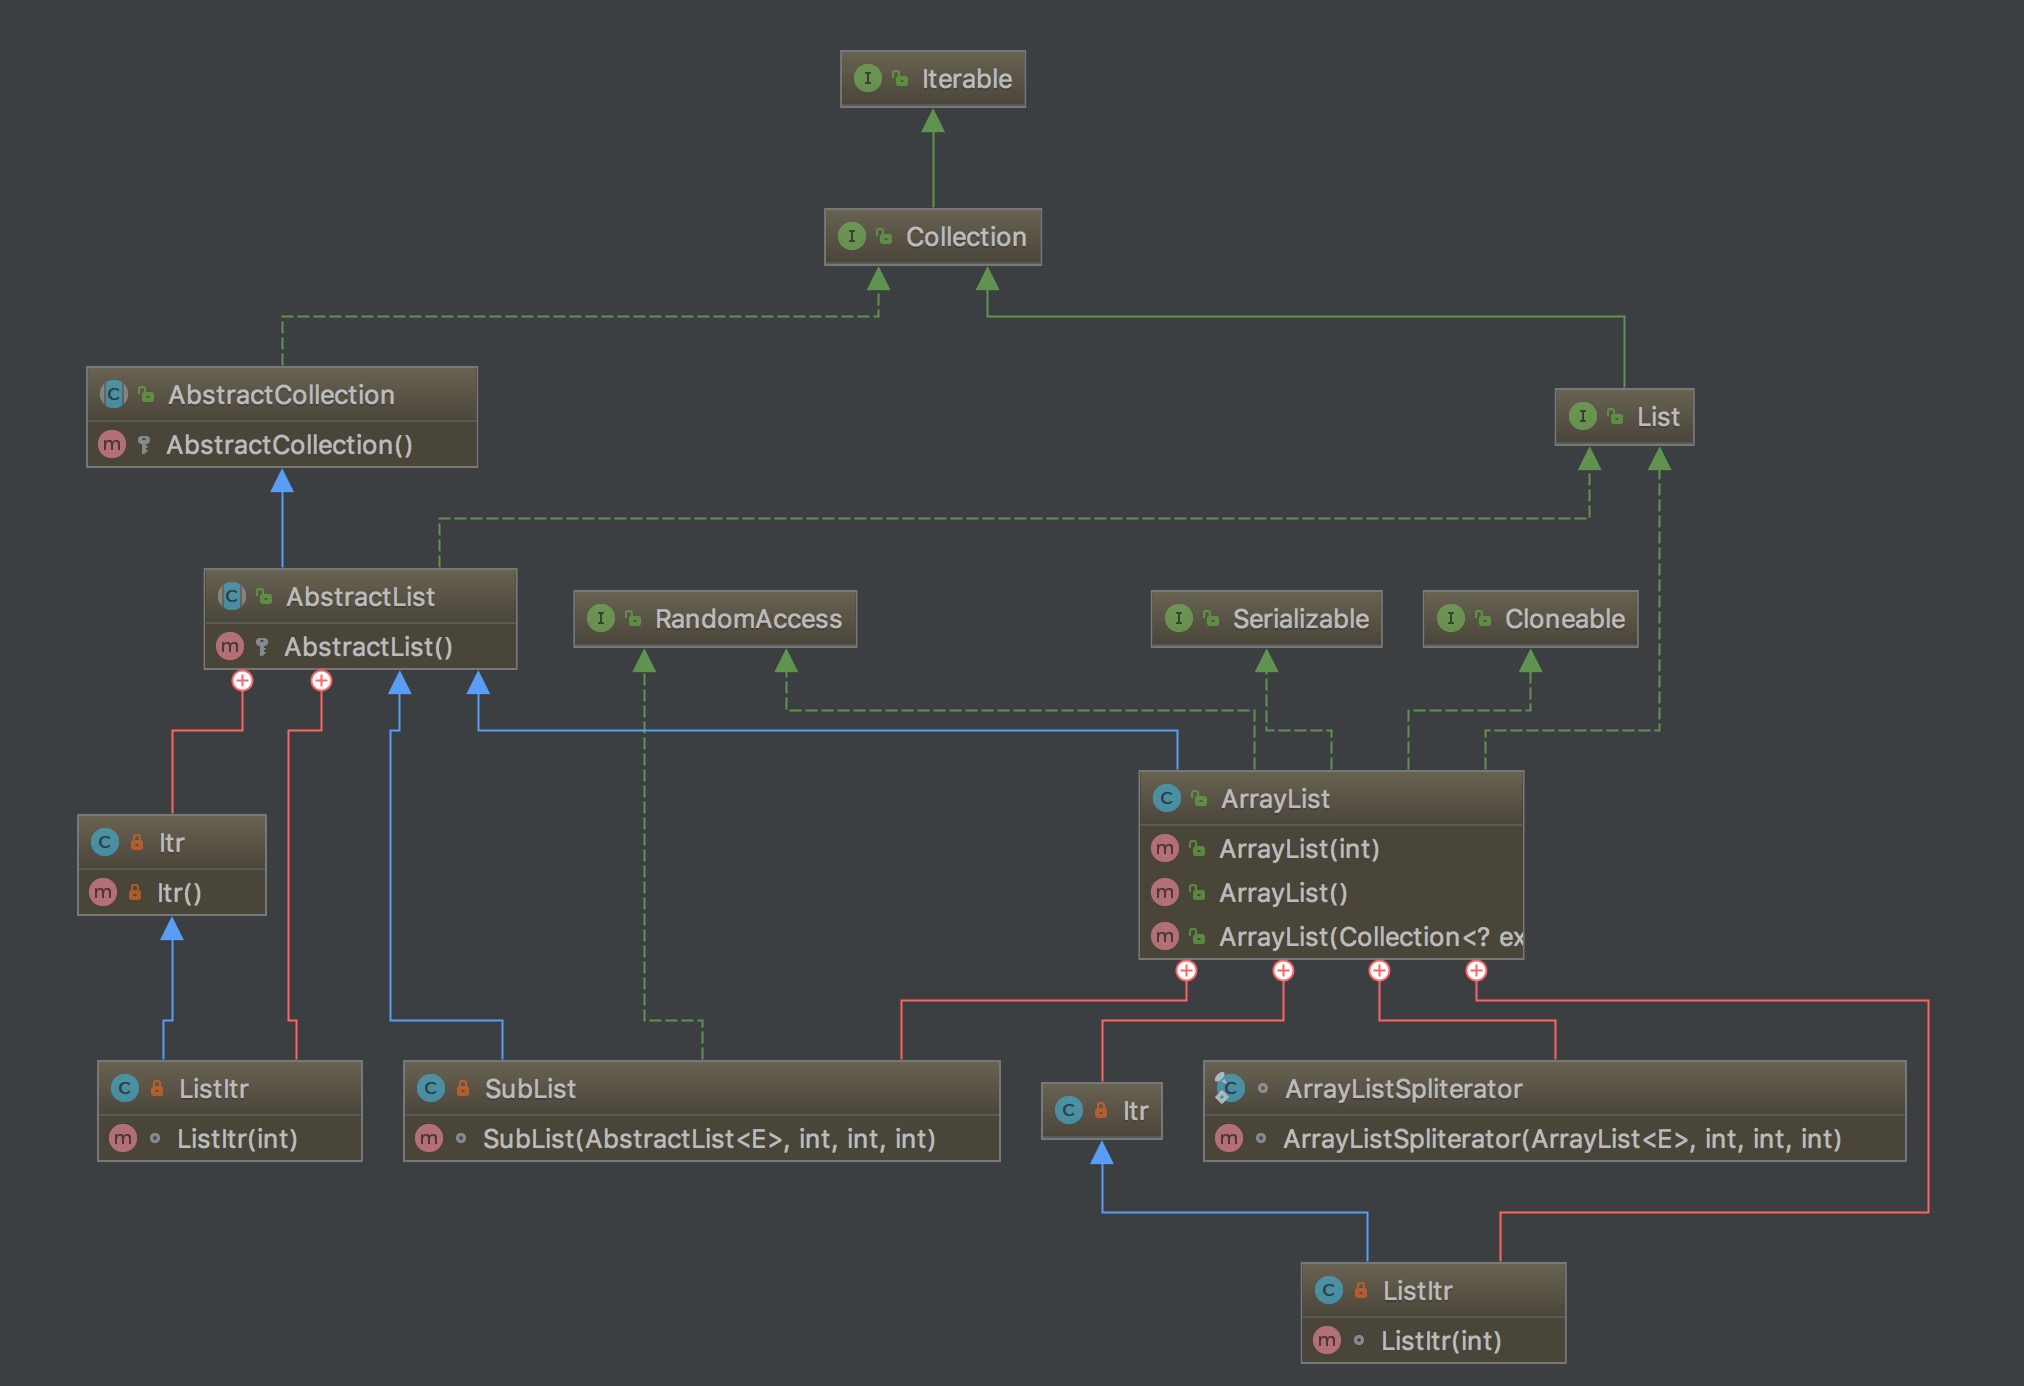 Iterable
Collection
AbstractCollection
AbstractCollection()
List
AbstractList
AbstractList()
RandomAccess
Serializable
Cloneable
ArrayList
ArrayList(int)
ArrayList()
ArrayList(Collection<? ex
Itr
Itr()
ListItr
ListItr(int)
SubList
SubList(AbstractList<E>, int, int, int)
Itr
ArrayListSpliterator
ArrayListSpliterator(ArrayList<E>, int, int, int)
ListItr
ListItr(int)